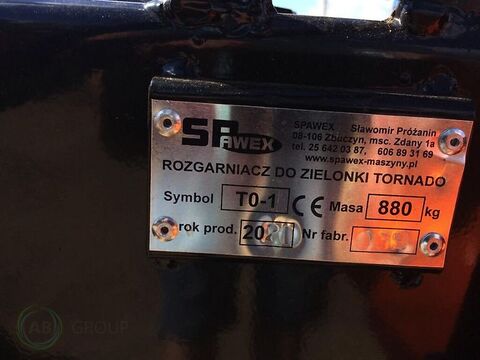 SPAWEX
SPAWEX Sławomir Próżanin
08-106 Zbuczyn, msc. Zdany 1a
tel. 25 642 03 87, 606 89 31 69
www.spawex-maszyny.pl
ROZGARNIACZ DO ZIELONKI TORNADO
Symbol T0-1 CE Masa 880 kg
rok prod. Nr fabr.
AB GROUP